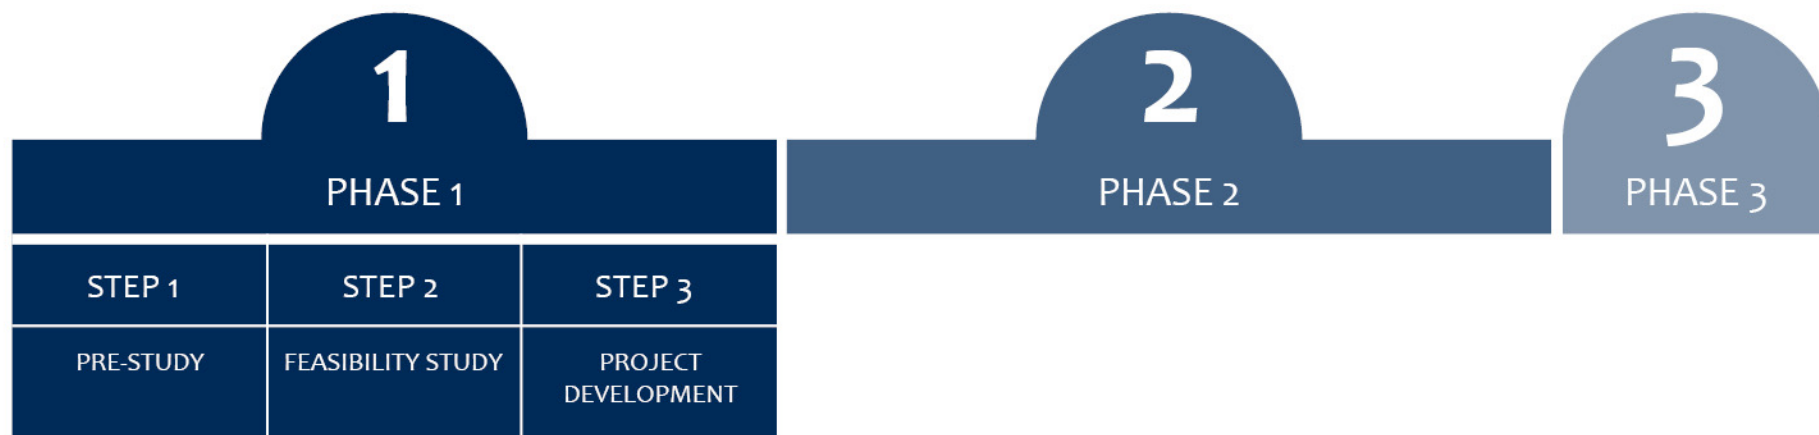 1
2
3
PHASE 1
PHASE 2
PHASE 3
STEP 1
STEP 2
STEP 3
PRE-STUDY
FEASIBILITY STUDY
PROJECT
DEVELOPMENT